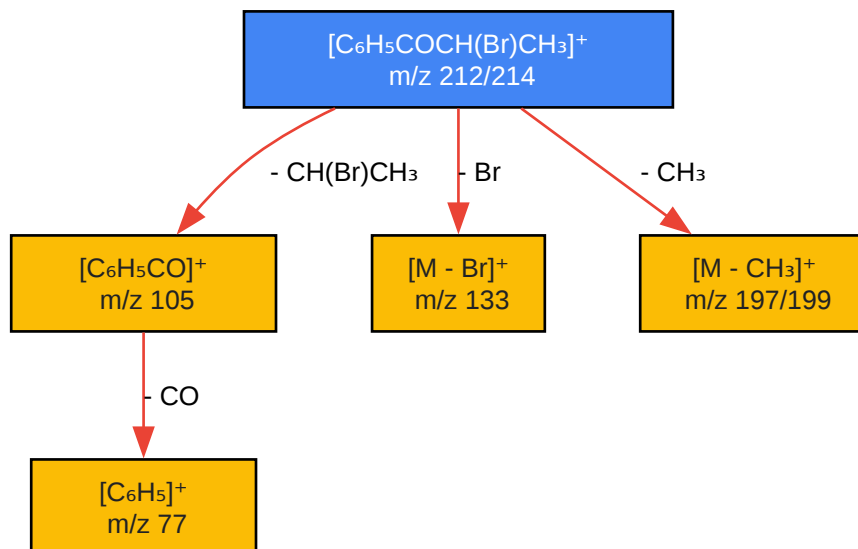 [C₆H₅COCH(Br)CH₃]⁺
m/z 212/214
- CH(Br)CH₃
- Br
- CH₃
[C₆H₅CO]⁺
m/z 105
[M - Br]⁺
m/z 133
[M - CH₃]⁺
m/z 197/199
- CO
[C₆H₅]⁺
m/z 77